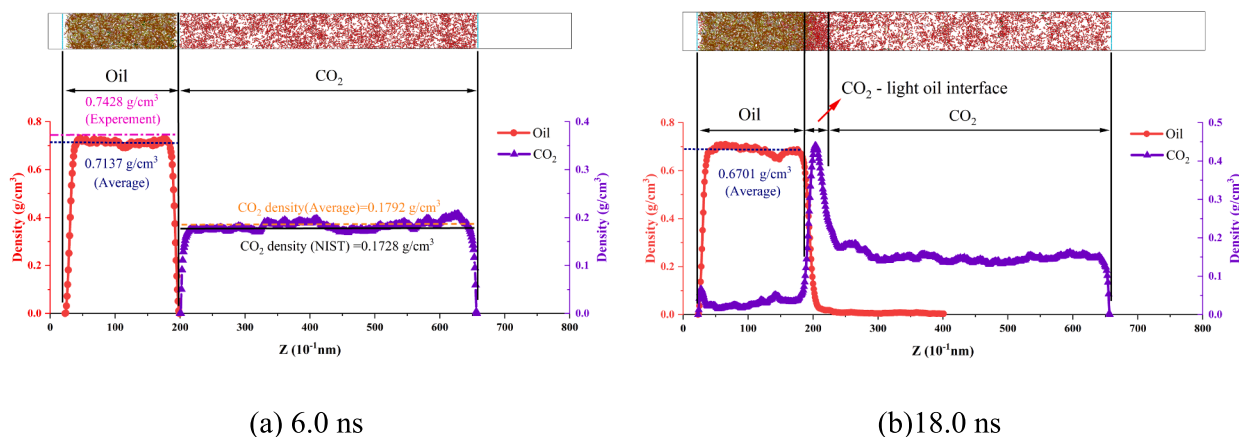 Oil
CO₂
0.7428 g/cm³
(Experement)
0.7137 g/cm³
(Average)
CO₂ density(Average)=0.1792 g/cm³
CO₂ density (NIST) =0.1728 g/cm³
Oil
CO₂
Density (g/cm³)
0.0
0.2
0.4
0.6
0.8
0
100
200
300
400
500
600
700
800
Z (10⁻¹nm)
0.0
0.1
0.2
0.3
0.4
Density (g/cm³)
(a) 6.0 ns
CO₂ - light oil interface
Oil
CO₂
0.6701 g/cm³
(Average)
Oil
CO₂
Density (g/cm³)
0.0
0.2
0.4
0.6
0.8
0
100
200
300
400
500
600
700
800
Z (10⁻¹nm)
0.0
0.1
0.2
0.3
0.4
0.5
Density (g/cm³)
(b)18.0 ns